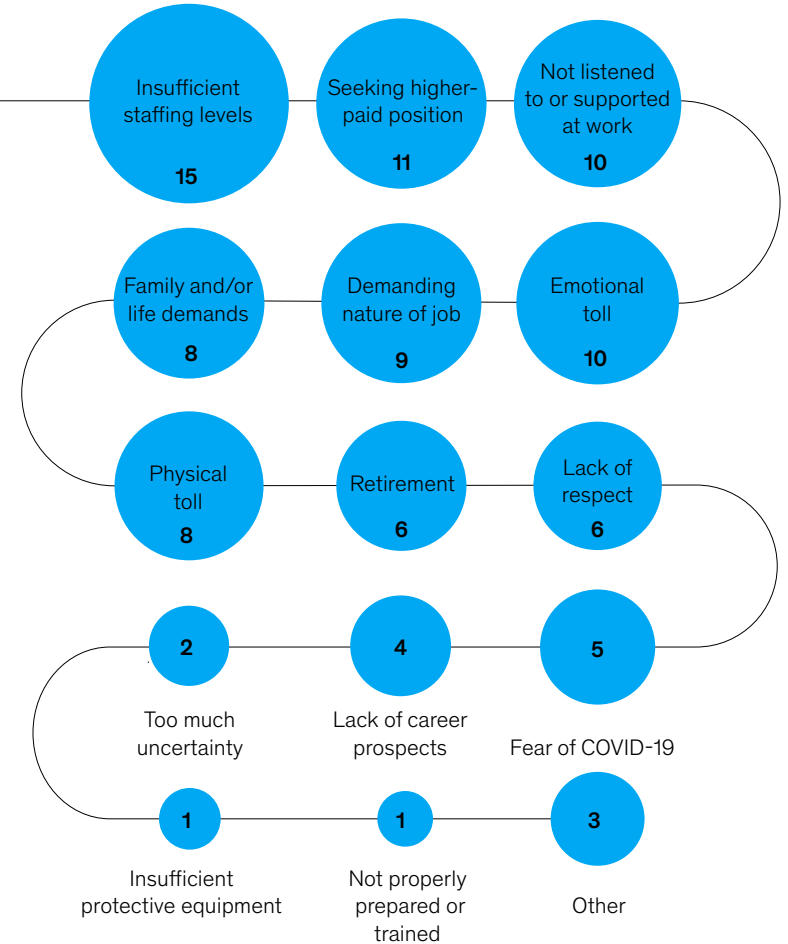 Insufficient
staffing levels
15
Seeking higher-
paid position
11
Not listened
to or supported
at work
10
Family and/or
life demands
8
Demanding
nature of job
9
Emotional
toll
10
Physical
toll
8
Retirement
6
Lack of
respect
6
2
Too much
uncertainty
4
Lack of career
prospects
5
Fear of COVID-19
1
Insufficient
protective equipment
1
Not properly
prepared or
trained
3
Other